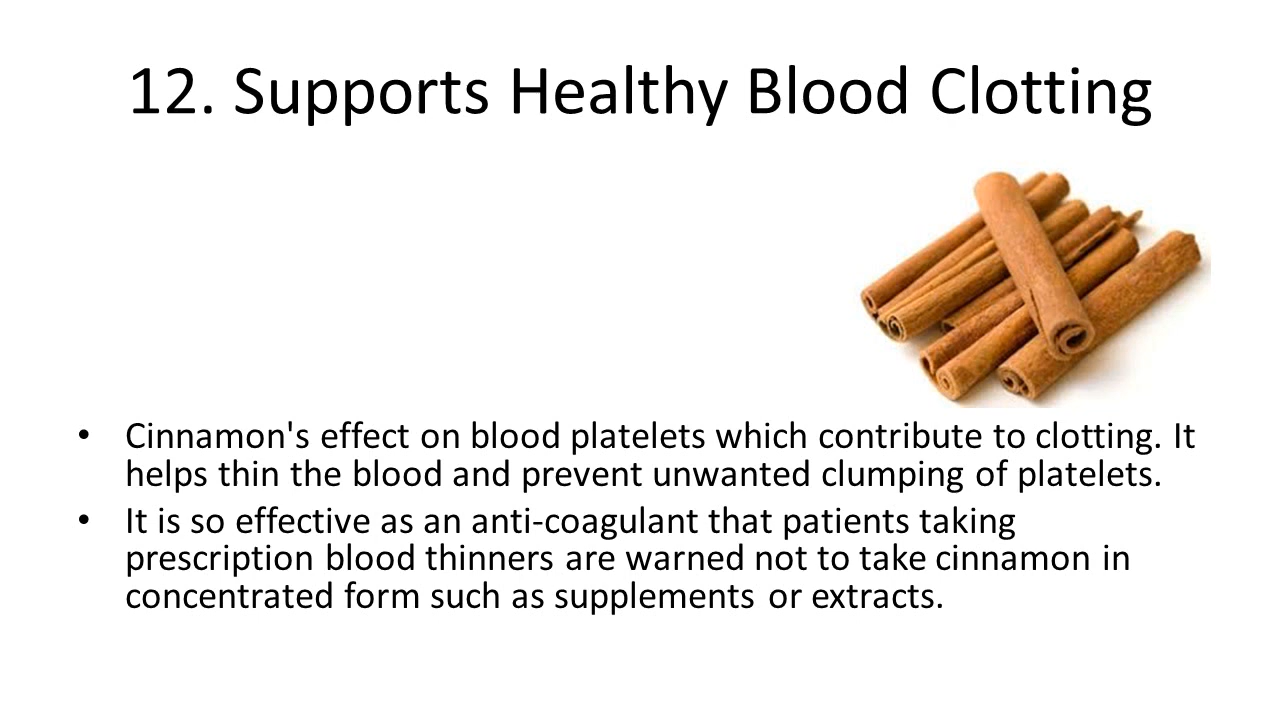 12. Supports Healthy Blood Clotting
• Cinnamon's effect on blood platelets which contribute to clotting. It
helps thin the blood and prevent unwanted clumping of platelets.
• It is so effective as an anti-coagulant that patients taking
prescription blood thinners are warned not to take cinnamon in
concentrated form such as supplements or extracts.